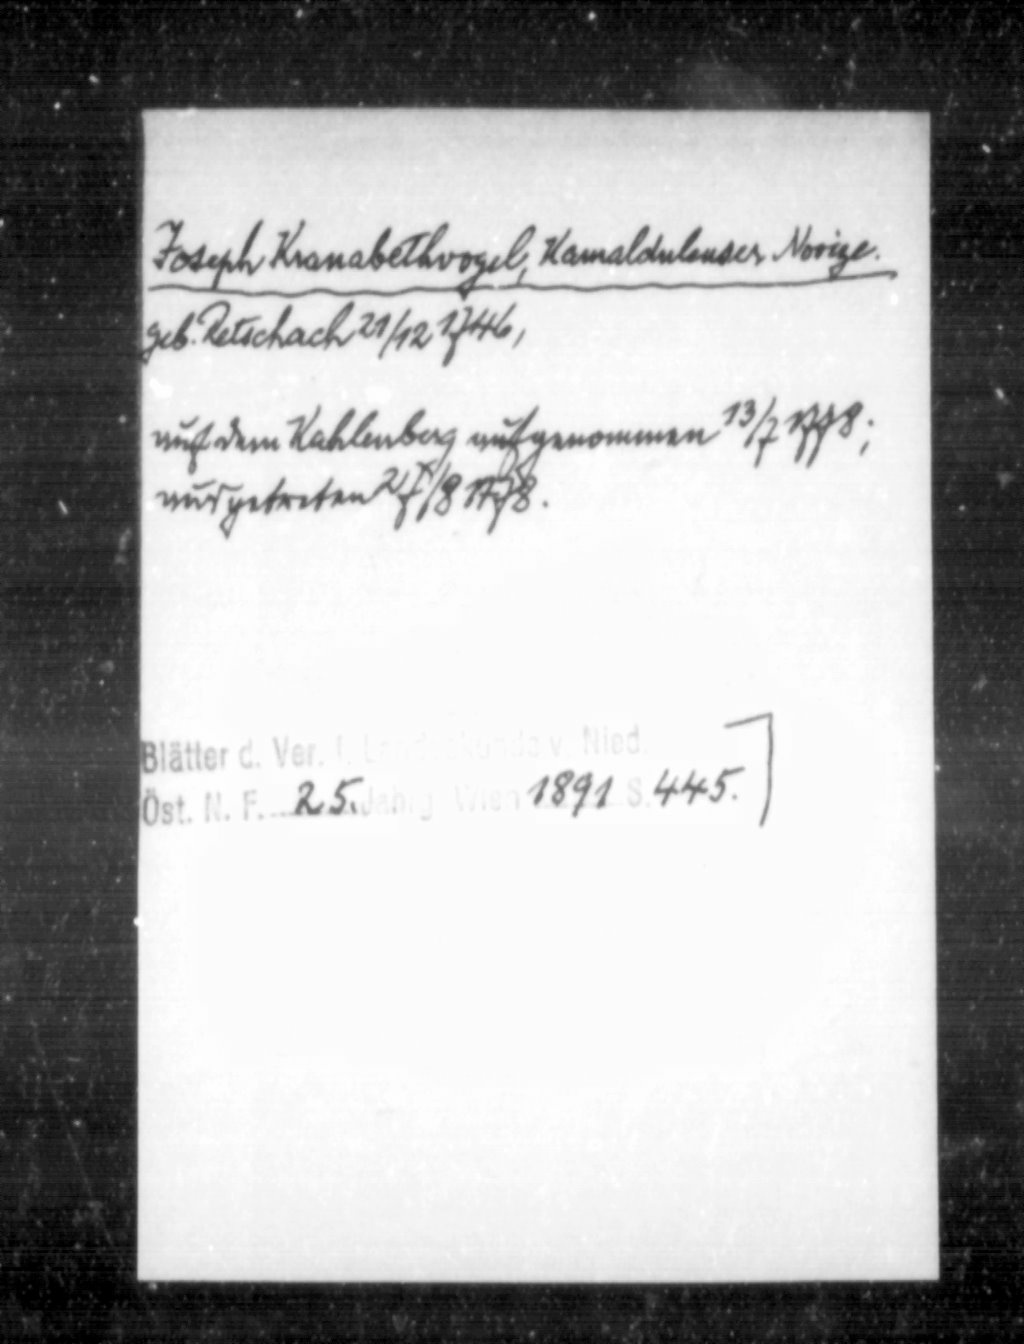 Joseph Kranabethvogel, Kamaldulenser Novize.
geb. Retschach 21/12 1746,
auf dem Kahlenberg aufgenommen 13/7 1778;
ausgetreten 27/8 1778.
Blätter d. Ver. f. Landeskunde v. Nied.
Öst. N. F. 25. Jahrg. Wien 1891 S. 445.